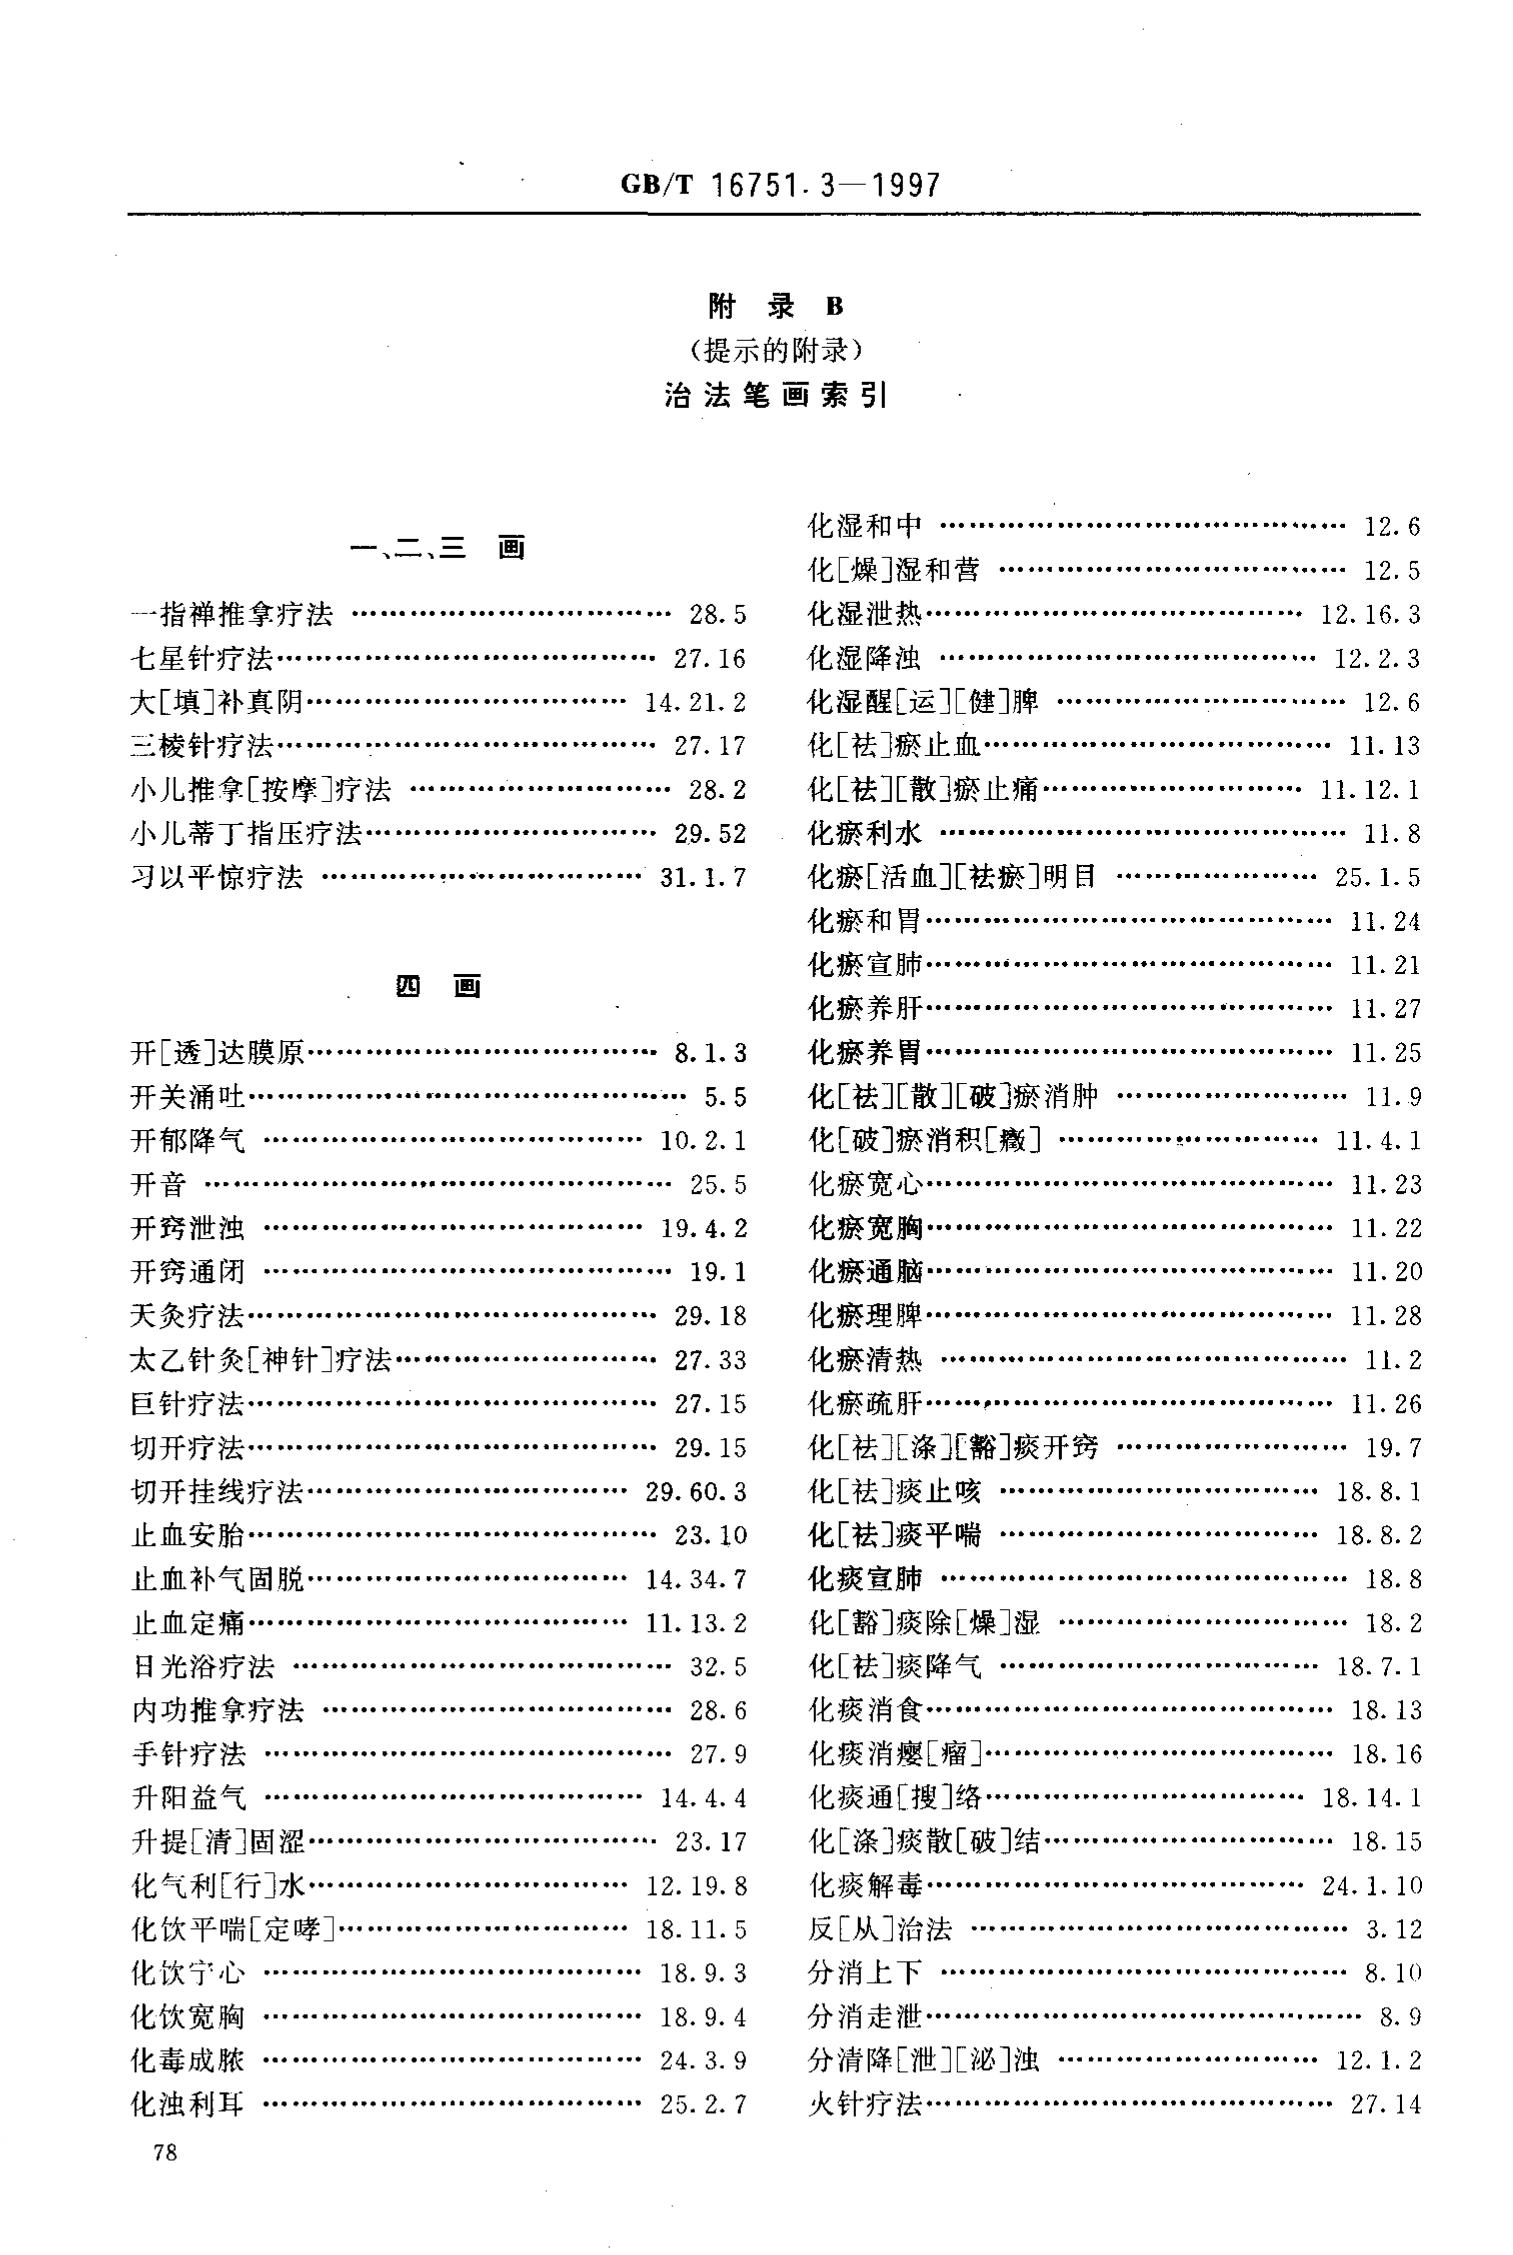 GB/T 16751.3—1997
附 录 B
（提示的附录）
治法笔画索引
一、二、三 画
一指禅推拿疗法 …… 28.5
七星针疗法…… 27.16
大[填]补真阴…… 14.21.2
三棱针疗法…… 27.17
小儿推拿[按摩]疗法 …… 28.2
小儿蒂丁指压疗法…… 29.52
习以平惊疗法 …… 31.1.7
四 画
开[透]达膜原…… 8.1.3
开关涌吐…… 5.5
开郁降气 …… 10.2.1
开音 …… 25.5
开窍泄浊 …… 19.4.2
开窍通闭 …… 19.1
天灸疗法…… 29.18
太乙针灸[神针]疗法…… 27.33
巨针疗法…… 27.15
切开疗法…… 29.15
切开挂线疗法…… 29.60.3
止血安胎…… 23.10
止血补气固脱…… 14.34.7
止血定痛…… 11.13.2
日光浴疗法 …… 32.5
内功推拿疗法 …… 28.6
手针疗法 …… 27.9
升阳益气 …… 14.4.4
升提[清]固涩…… 23.17
化气利[行]水…… 12.19.8
化饮平喘[定哮]…… 18.11.5
化饮宁心 …… 18.9.3
化饮宽胸 …… 18.9.4
化毒成脓 …… 24.3.9
化浊利耳 …… 25.2.7
化湿和中 …… 12.6
化[燥]湿和营 …… 12.5
化湿泄热…… 12.16.3
化湿降浊 …… 12.2.3
化湿醒[运][健]脾 …… 12.6
化[祛]瘀止血…… 11.13
化[祛][散]瘀止痛…… 11.12.1
化瘀利水 …… 11.8
化瘀[活血][祛瘀]明目 …… 25.1.5
化瘀和胃…… 11.24
化瘀宣肺…… 11.21
化瘀养肝…… 11.27
化瘀养胃…… 11.25
化[祛][散][破]瘀消肿 …… 11.9
化[破]瘀消积[癥] …… 11.4.1
化瘀宽心…… 11.23
化瘀宽胸…… 11.22
化瘀通脑…… 11.20
化瘀理脾…… 11.28
化瘀清热 …… 11.2
化瘀疏肝…… 11.26
化[祛][涤][豁]痰开窍 …… 19.7
化[祛]痰止咳 …… 18.8.1
化[祛]痰平喘 …… 18.8.2
化痰宣肺 …… 18.8
化[豁]痰除[燥]湿 …… 18.2
化[祛]痰降气 …… 18.7.1
化痰消食…… 18.13
化痰消瘿[瘤]…… 18.16
化痰通[搜]络…… 18.14.1
化[涤]痰散[破]结…… 18.15
化痰解毒…… 24.1.10
反[从]治法 …… 3.12
分消上下 …… 8.10
分消走泄…… 8.9
分清降[泄][泌]浊 …… 12.1.2
火针疗法…… 27.14
78